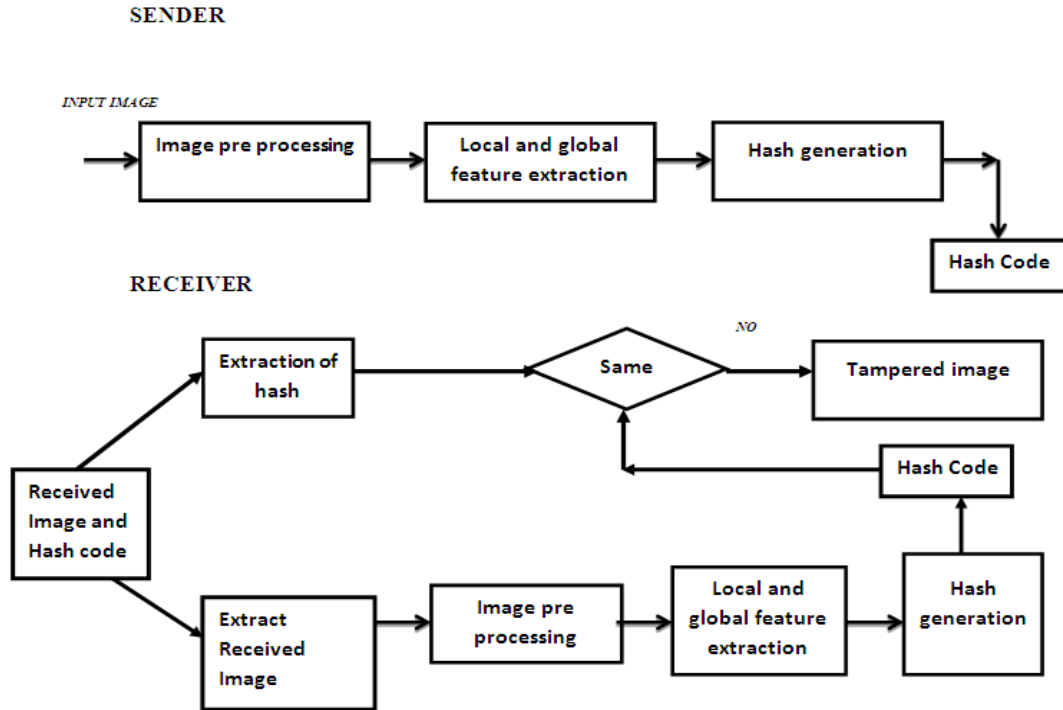 SENDER
INPUT IMAGE
Image pre processing
Local and global
feature extraction
Hash generation
Hash Code
RECEIVER
Extraction of
hash
Same
NO
Tampered image
Hash Code
Received
Image and
Hash code
Extract
Received
Image
Image pre
processing
Local and
global feature
extraction
Hash
generation